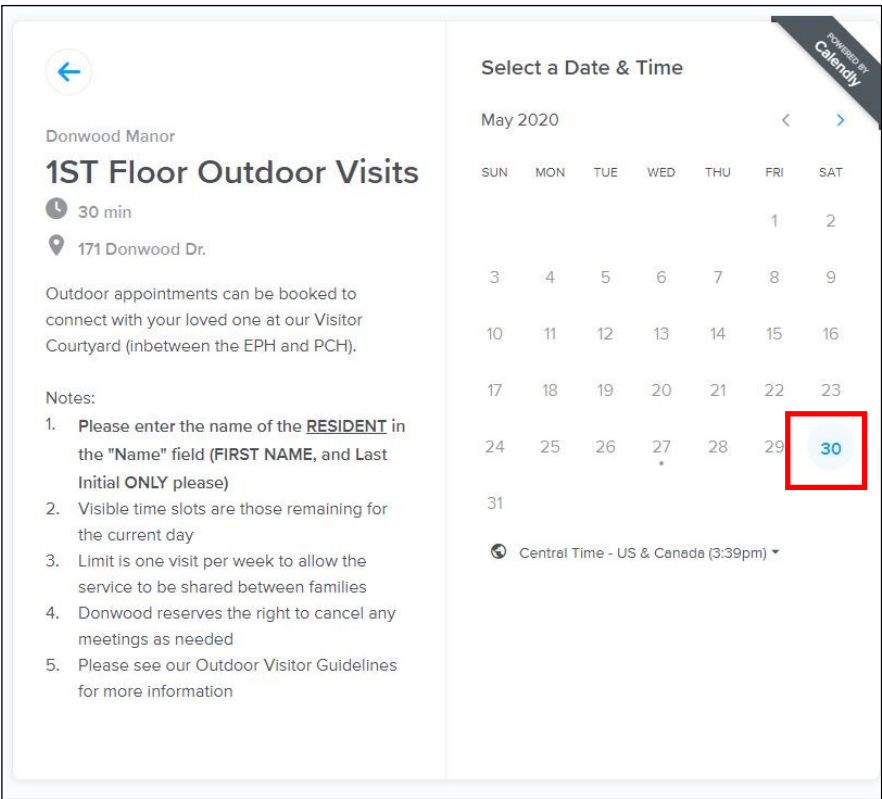 Donwood Manor
1ST Floor Outdoor Visits
30 min
171 Donwood Dr.
Outdoor appointments can be booked to
connect with your loved one at our Visitor
Courtyard (inbetween the EPH and PCH).
Notes:
1. Please enter the name of the RESIDENT in
the "Name" field (FIRST NAME, and Last
Initial ONLY please)
2. Visible time slots are those remaining for
the current day
3. Limit is one visit per week to allow the
service to be shared between families
4. Donwood reserves the right to cancel any
meetings as needed
5. Please see our Outdoor Visitor Guidelines
for more information
Select a Date & Time
POWERED BY
Calendly
May 2020
SUN MON TUE WED THU FRI SAT
1 2
3 4 5 6 7 8 9
10 11 12 13 14 15 16
17 18 19 20 21 22 23
24 25 26 27 28 29 30
31
Central Time - US & Canada (3:39pm)